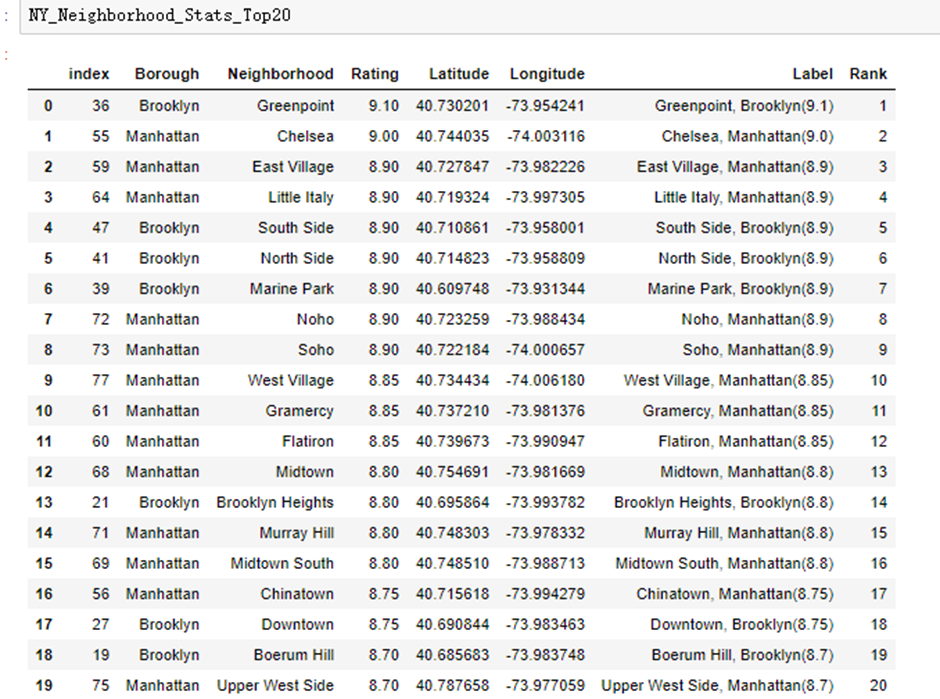 : NY_Neighborhood_Stats_Top20
:
index Borough Neighborhood Rating Latitude Longitude Label Rank
0 36 Brooklyn Greenpoint 9.10 40.730201 -73.954241 Greenpoint, Brooklyn(9.1) 1
1 55 Manhattan Chelsea 9.00 40.744035 -74.003116 Chelsea, Manhattan(9.0) 2
2 59 Manhattan East Village 8.90 40.727847 -73.982226 East Village, Manhattan(8.9) 3
3 64 Manhattan Little Italy 8.90 40.719324 -73.997305 Little Italy, Manhattan(8.9) 4
4 47 Brooklyn South Side 8.90 40.710861 -73.958001 South Side, Brooklyn(8.9) 5
5 41 Brooklyn North Side 8.90 40.714823 -73.958809 North Side, Brooklyn(8.9) 6
6 39 Brooklyn Marine Park 8.90 40.609748 -73.931344 Marine Park, Brooklyn(8.9) 7
7 72 Manhattan Noho 8.90 40.723259 -73.988434 Noho, Manhattan(8.9) 8
8 73 Manhattan Soho 8.90 40.722184 -74.000657 Soho, Manhattan(8.9) 9
9 77 Manhattan West Village 8.85 40.734434 -74.006180 West Village, Manhattan(8.85) 10
10 61 Manhattan Gramercy 8.85 40.737210 -73.981376 Gramercy, Manhattan(8.85) 11
11 60 Manhattan Flatiron 8.85 40.739673 -73.990947 Flatiron, Manhattan(8.85) 12
12 68 Manhattan Midtown 8.80 40.754691 -73.981669 Midtown, Manhattan(8.8) 13
13 21 Brooklyn Brooklyn Heights 8.80 40.695864 -73.993782 Brooklyn Heights, Brooklyn(8.8) 14
14 71 Manhattan Murray Hill 8.80 40.748303 -73.978332 Murray Hill, Manhattan(8.8) 15
15 69 Manhattan Midtown South 8.80 40.748510 -73.988713 Midtown South, Manhattan(8.8) 16
16 56 Manhattan Chinatown 8.75 40.715618 -73.994279 Chinatown, Manhattan(8.75) 17
17 27 Brooklyn Downtown 8.75 40.690844 -73.983463 Downtown, Brooklyn(8.75) 18
18 19 Brooklyn Boerum Hill 8.70 40.685683 -73.983748 Boerum Hill, Brooklyn(8.7) 19
19 75 Manhattan Upper West Side 8.70 40.787658 -73.977059 Upper West Side, Manhattan(8.7) 20